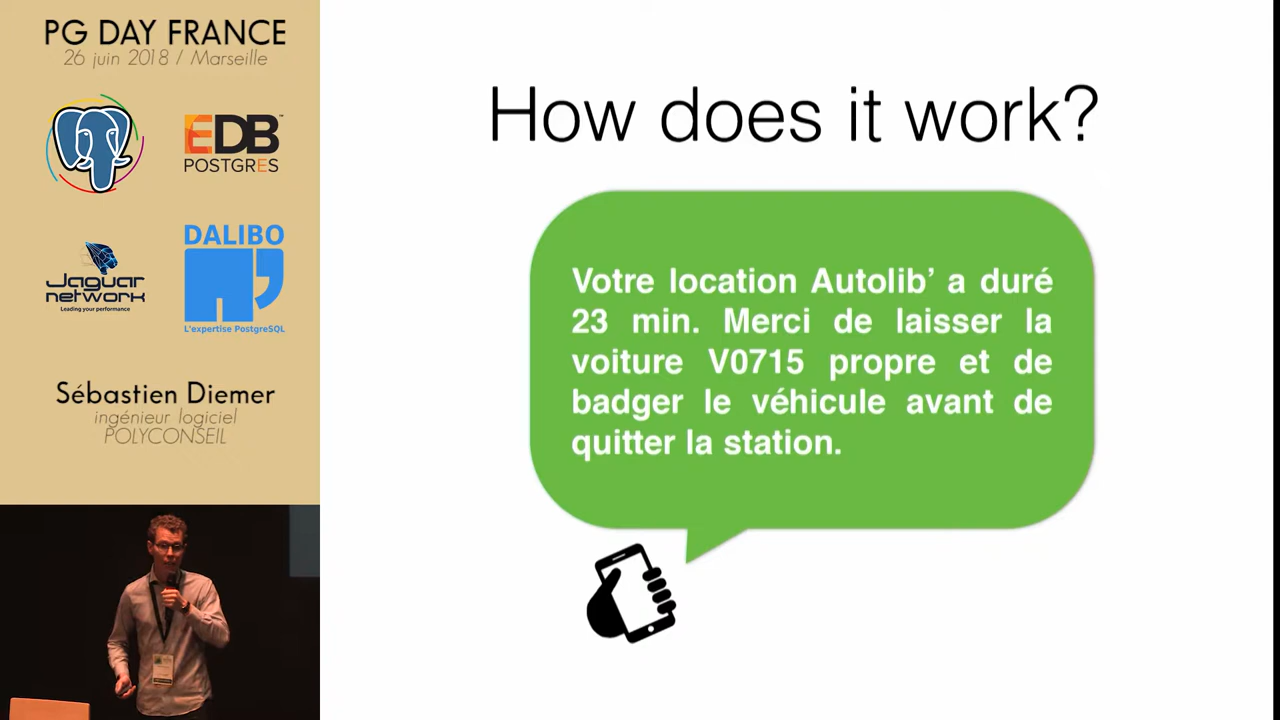 PG DAY FRANCE
26 juin 2018 / Marseille
EDB
POSTGRES
Jaguar
network
Leading your performance
DALIBO
L'expertise PostgreSQL
Sébastien Diemer
ingénieur logiciel
POLYCONSEIL
How does it work?
Votre location Autolib’ a duré
23 min. Merci de laisser la
voiture V0715 propre et de
badger le véhicule avant de
quitter la station.